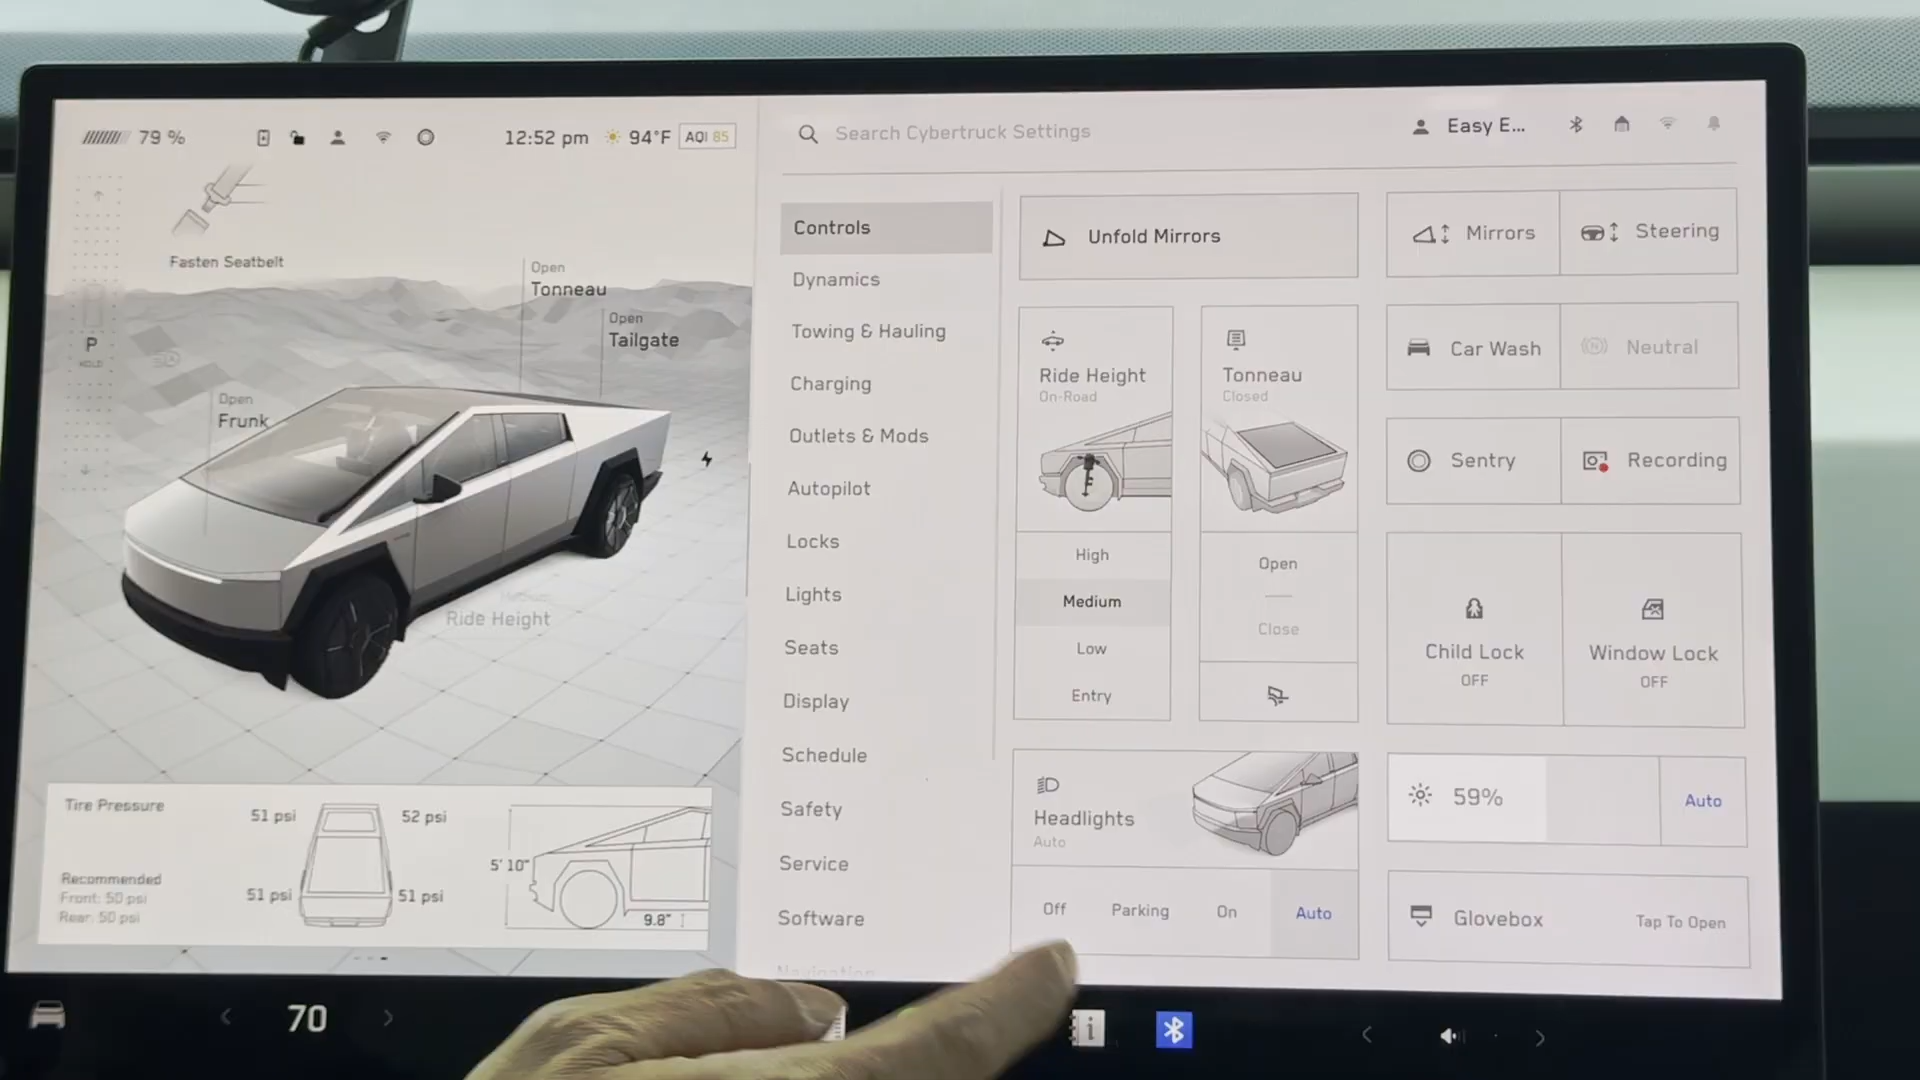 79 %
12:52 pm
94°F
AQI 85
Fasten Seatbelt
Open
Tonneau
Open
Tailgate
P
HOLD
Open
Frunk
Ride Height
Tire Pressure
51 psi
52 psi
51 psi
51 psi
Recommended
Front: 50 psi
Rear: 50 psi
5' 10"
9.8"
Search Cybertruck Settings
Easy E...
Controls
Dynamics
Towing & Hauling
Charging
Outlets & Mods
Autopilot
Locks
Lights
Seats
Display
Schedule
Safety
Service
Software
Navigation
Unfold Mirrors
Ride Height
On-Road
High
Medium
Low
Entry
Tonneau
Closed
Open
Close
Headlights
Auto
Off
Parking
On
Auto
Mirrors
Steering
Car Wash
Neutral
Sentry
Recording
Child Lock
OFF
Window Lock
OFF
59%
Auto
Glovebox
Tap To Open
70
i